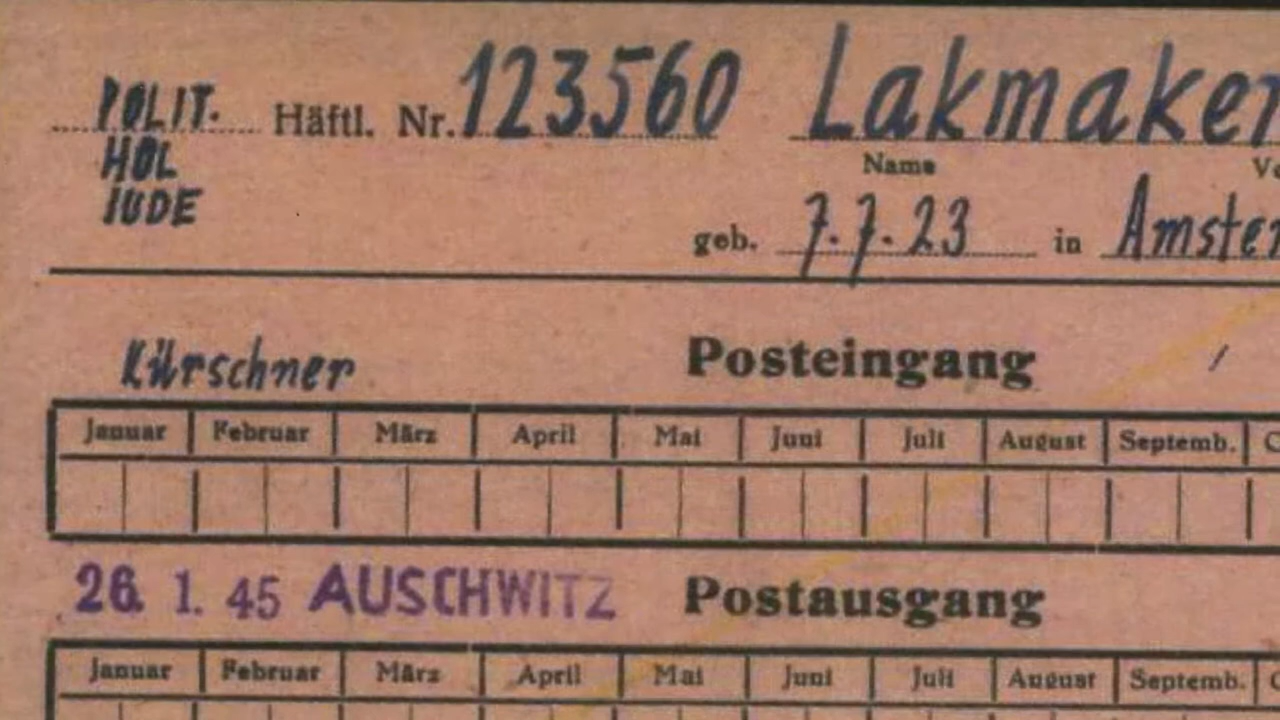 POLIT. Häftl. Nr. 123560 Lakmaker
HOL
JUDE
Name
geb. 7.7.23 in Amster
Kürschner Posteingang
Januar Februar März April Mai Juni Juli August Septemb.
26. 1. 45 AUSCHWITZ Postausgang
Januar Februar März April Mai Juni Juli August Septemb.